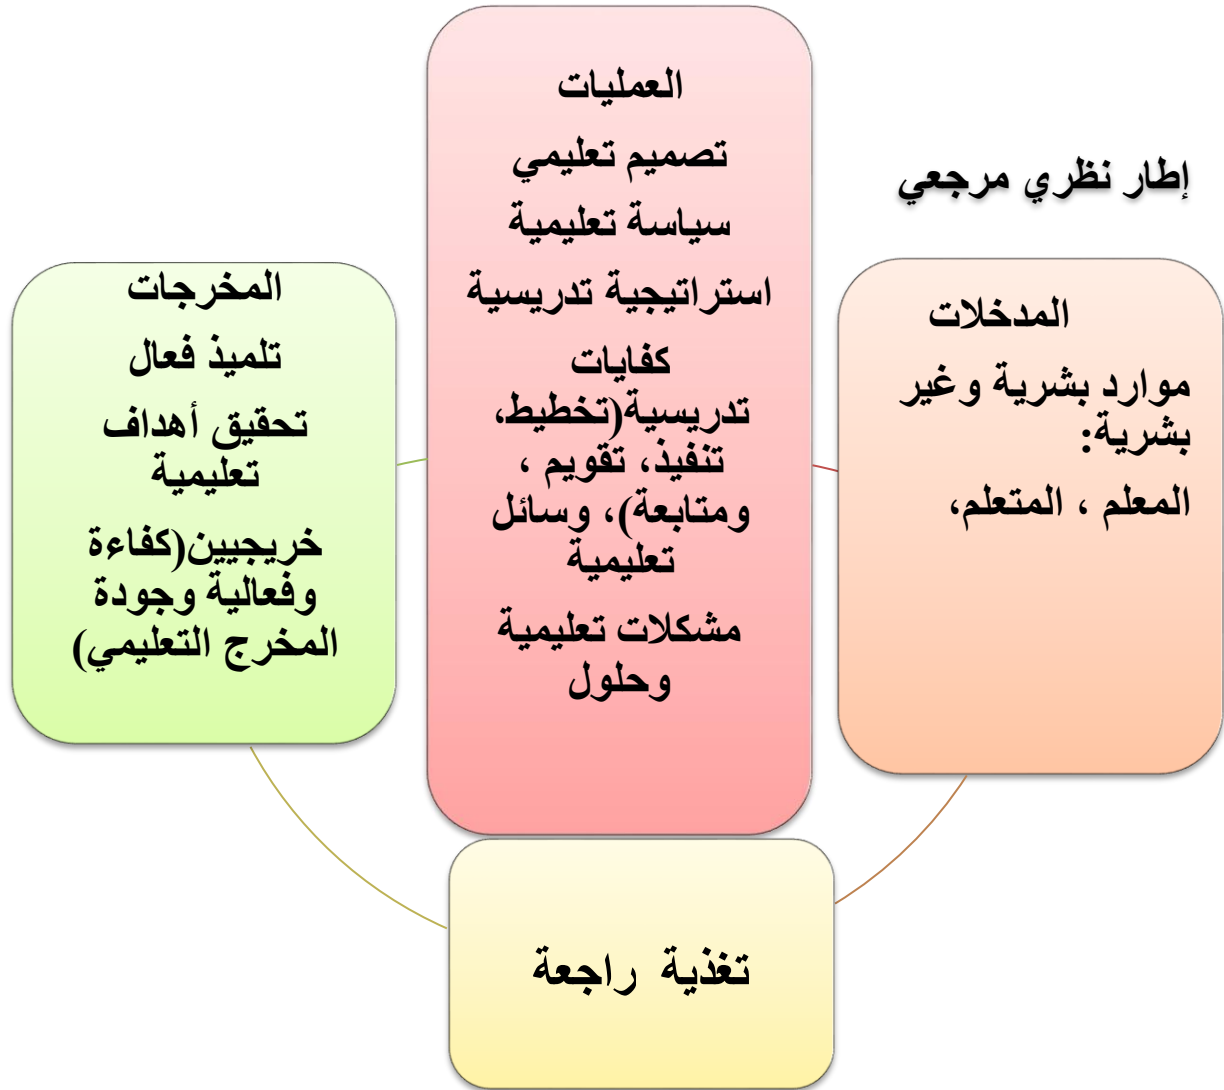 إطار نظري مرجعي
المدخلات
موارد بشرية وغير
بشرية:
المعلم ، المتعلم،
العمليات
تصميم تعليمي
سياسة تعليمية
استراتيجية تدريسية
كفايات
تدريسية(تخطيط،
تنفيذ، تقويم ،
ومتابعة)، وسائل
تعليمية
مشكلات تعليمية
وحلول
المخرجات
تلميذ فعال
تحقيق أهداف
تعليمية
خريجيين(كفاءة
وفعالية وجودة
المخرج التعليمي)
تغذية راجعة